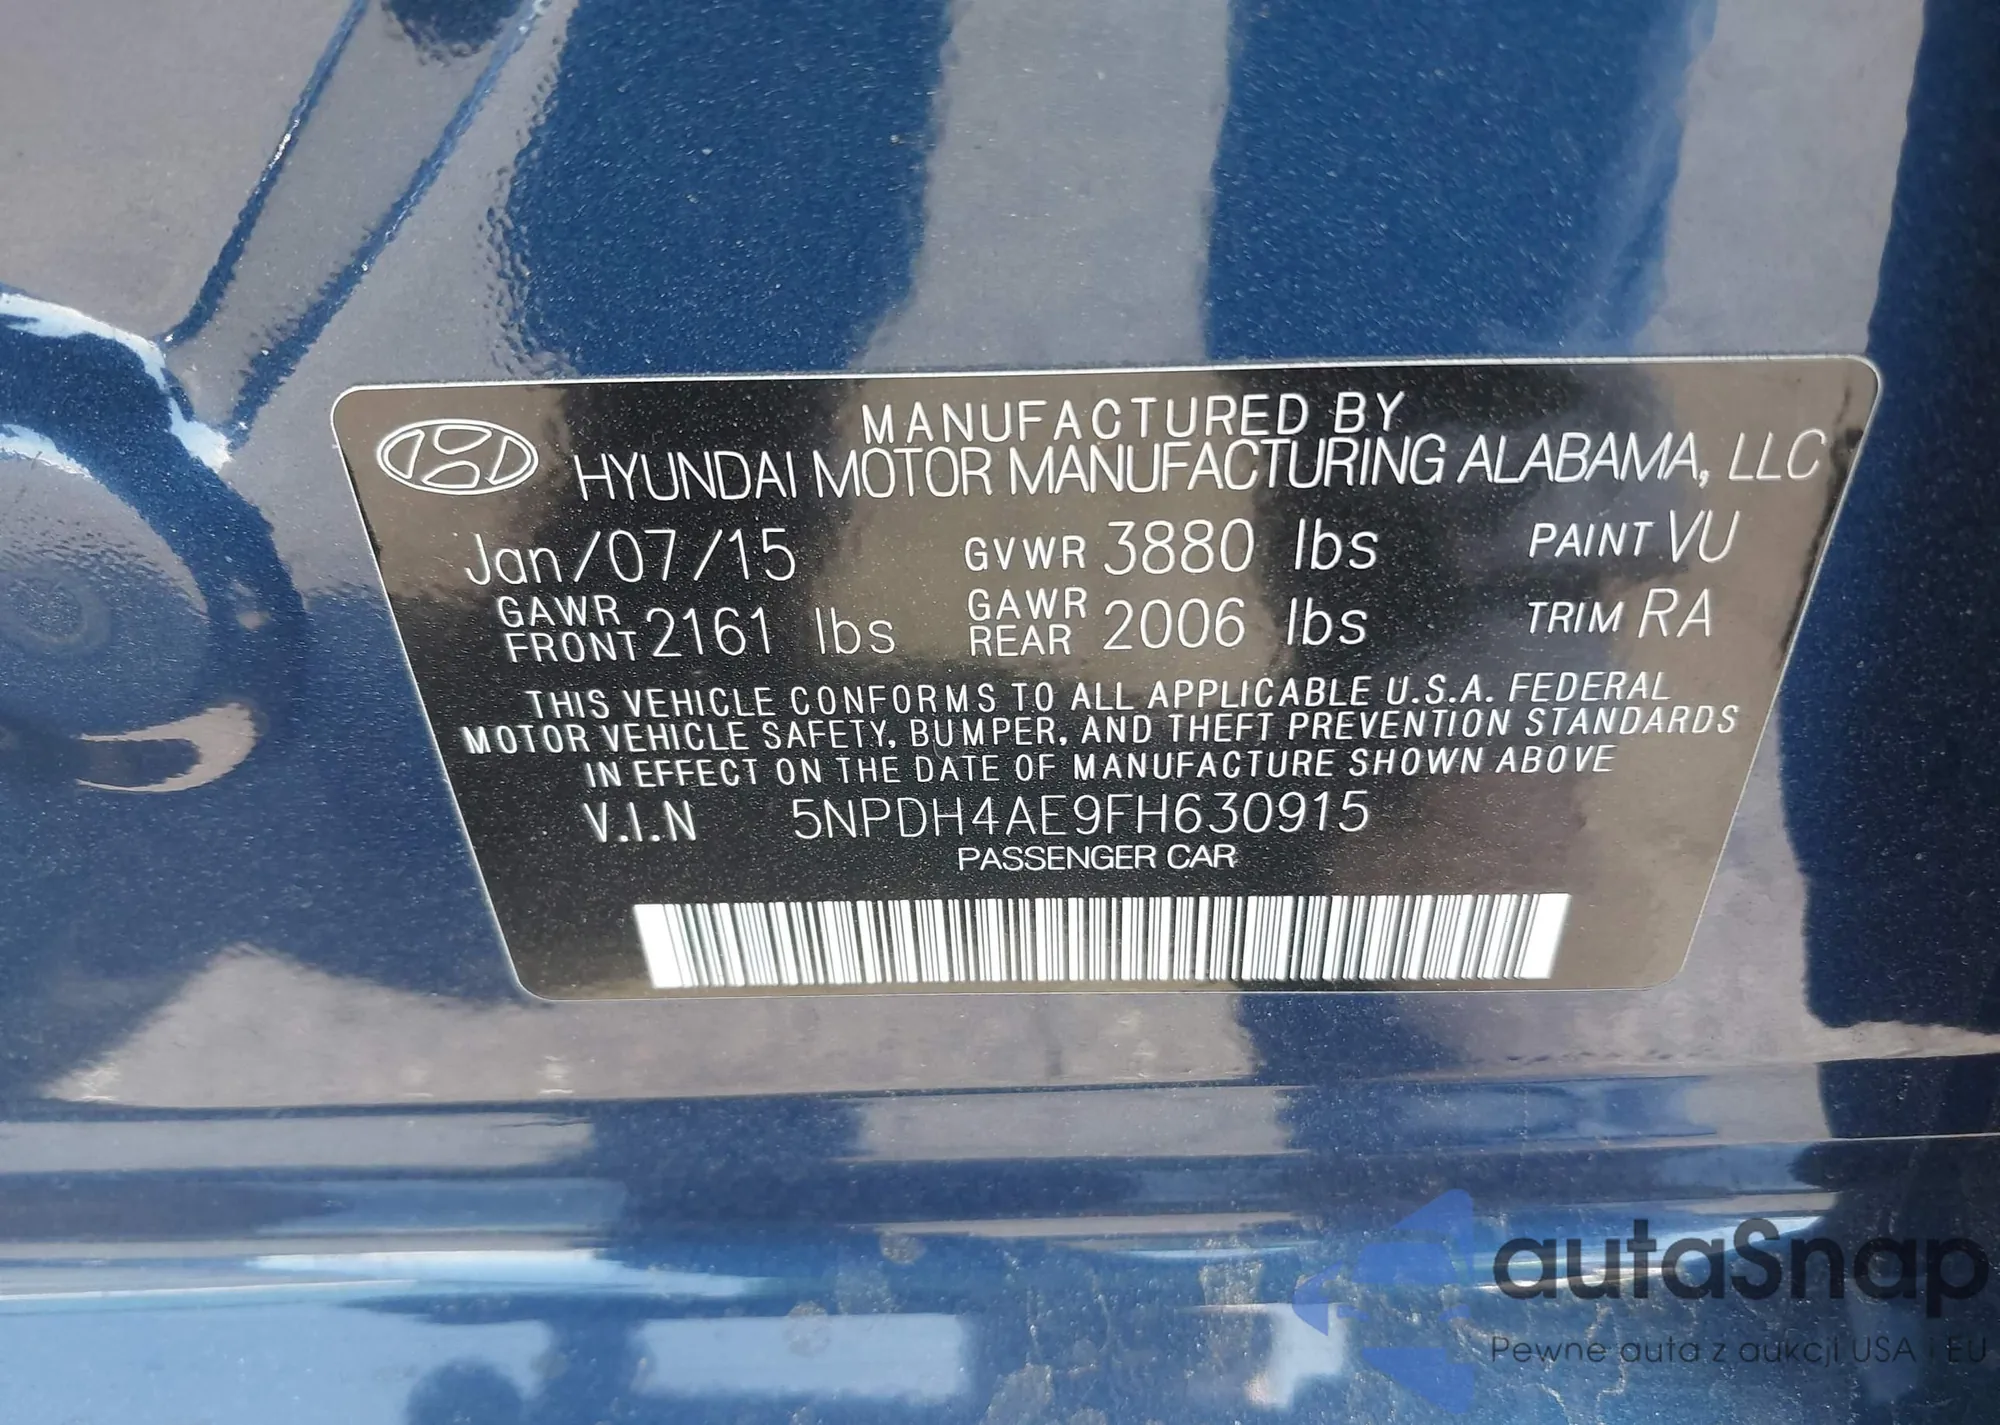 MANUFACTURED BY
HYUNDAI MOTOR MANUFACTURING ALABAMA, LLC
Jan/07/15 GVWR 3880 lbs PAINT VU
GAWR FRONT 2161 lbs GAWR REAR 2006 lbs TRIM RA
THIS VEHICLE CONFORMS TO ALL APPLICABLE U.S.A. FEDERAL
MOTOR VEHICLE SAFETY, BUMPER, AND THEFT PREVENTION STANDARDS
IN EFFECT ON THE DATE OF MANUFACTURE SHOWN ABOVE
V.I.N 5NPDH4AE9FH630915
PASSENGER CAR
autaSnap
Pewne auta z aukcji USA i EU